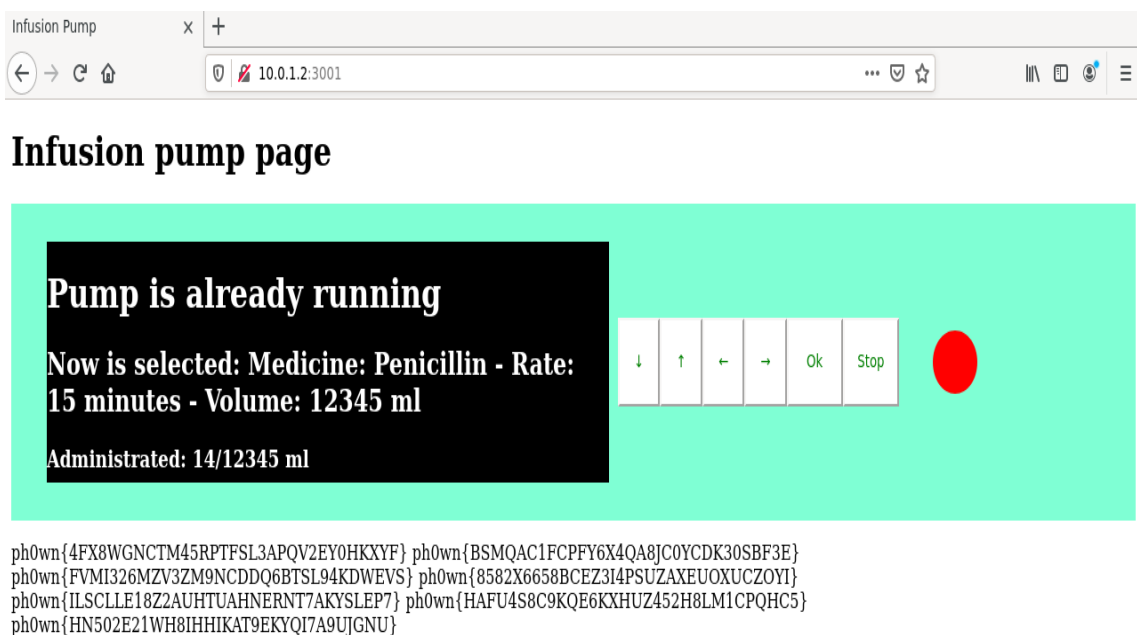 Infusion Pump
10.0.1.2:3001
Infusion pump page
Pump is already running
Now is selected: Medicine: Penicillin - Rate:
15 minutes - Volume: 12345 ml
↓ ↑ ← → Ok Stop
Administrated: 14/12345 ml
ph0wn{4FX8WGNCTM45RPTFSL3APQV2EY0HKXYF} ph0wn{BSMQAC1FCPFY6X4QA8JC0YCDK30SBF3E}
ph0wn{FVMI326MZV3ZM9NCDDQ6BTSL94KDWEVS} ph0wn{8582X6658BCEZ3I4PSUZAXEUOXUCZOYI}
ph0wn{ILSCLLE18Z2AUHTUAHNERNT7AKYSLEP7} ph0wn{HAFU4S8C9KQE6KXHUZ452H8LM1CPQHC5}
ph0wn{HN502E21WH8IHHIKAT9EKYQI7A9UJGNU}